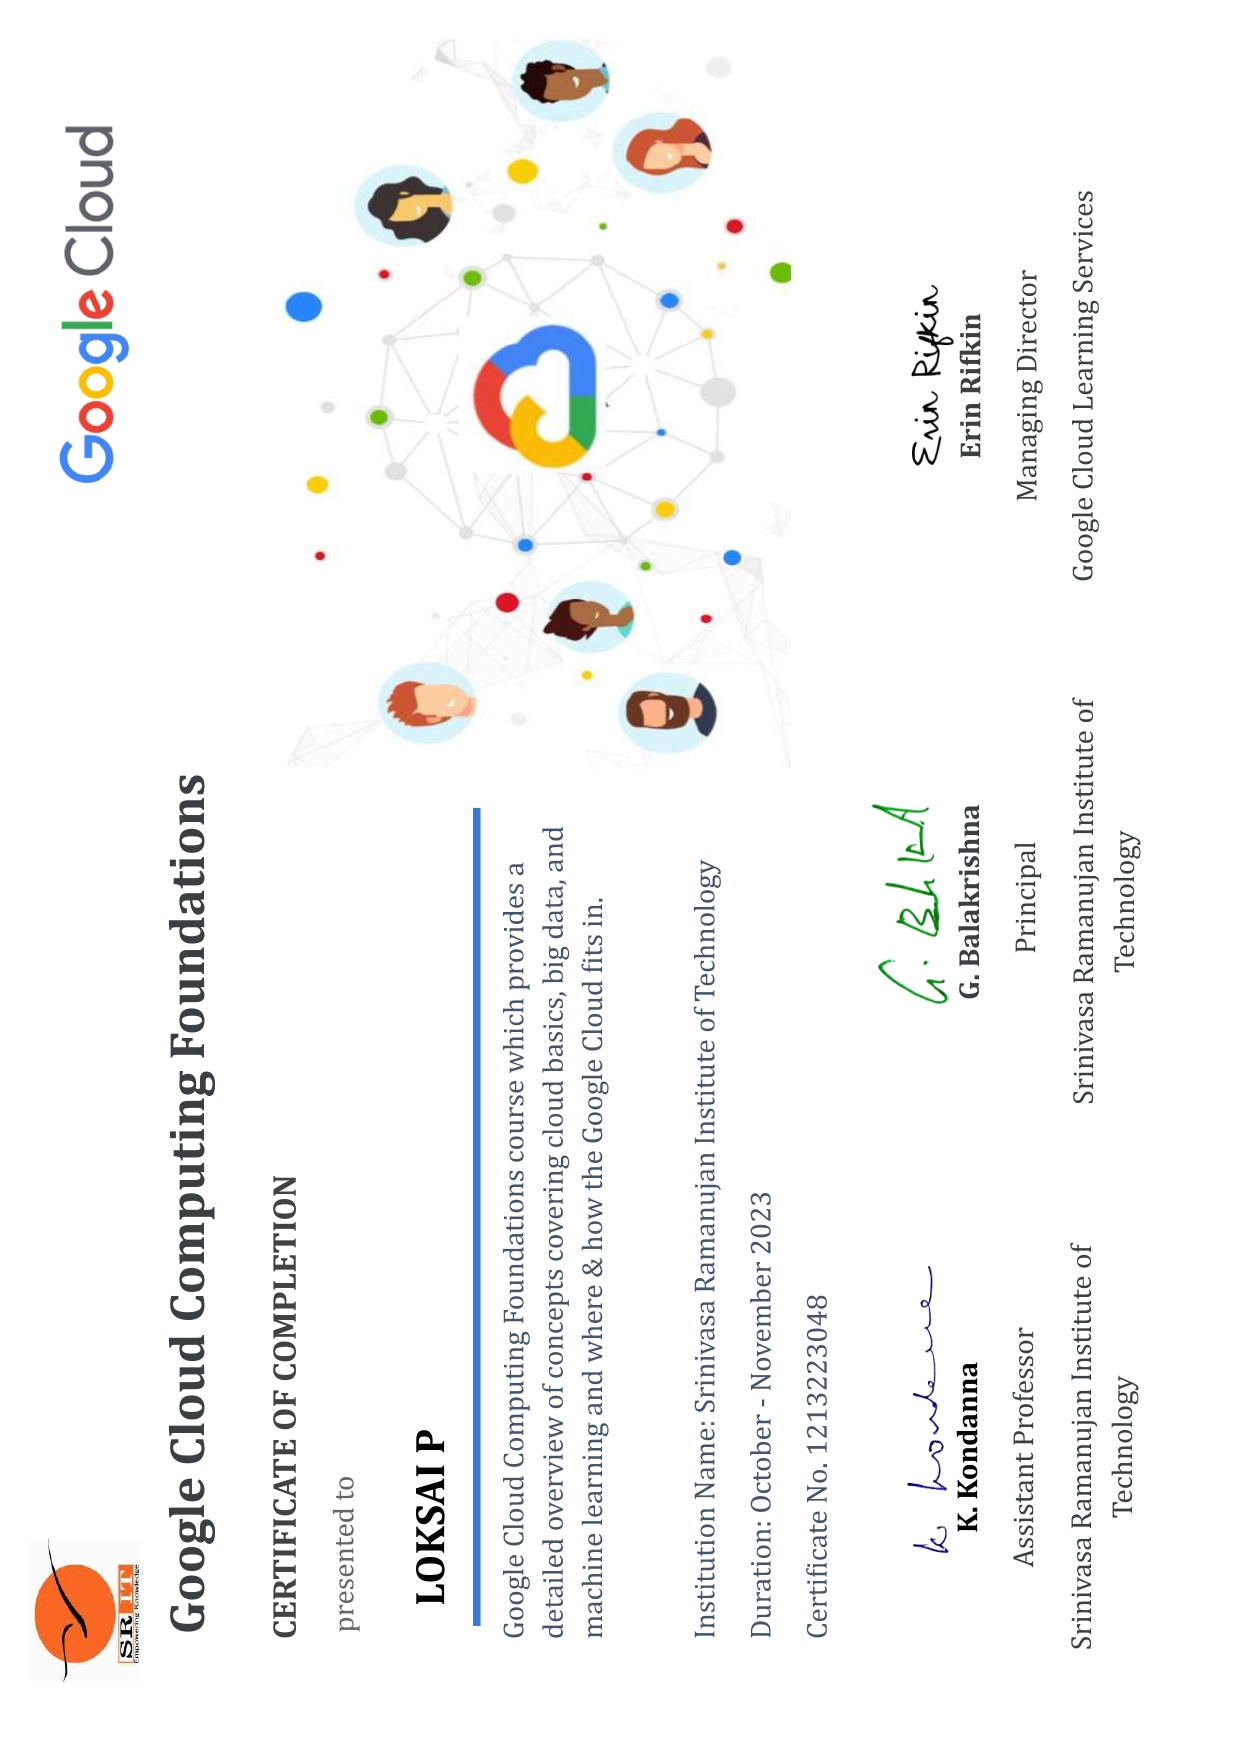 SRIT
Empowering Knowledge
Google Cloud
Google Cloud Computing Foundations
CERTIFICATE OF COMPLETION
presented to
LOKSAI P
Google Cloud Computing Foundations course which provides a
detailed overview of concepts covering cloud basics, big data, and
machine learning and where & how the Google Cloud fits in.
Institution Name: Srinivasa Ramanujan Institute of Technology
Duration: October - November 2023
Certificate No. 1213223048
K. Kondanna
G. Balakrishna
Erin Rifkin
Erin Rifkin
Assistant Professor
Principal
Managing Director
Srinivasa Ramanujan Institute of
Technology
Srinivasa Ramanujan Institute of
Technology
Google Cloud Learning Services